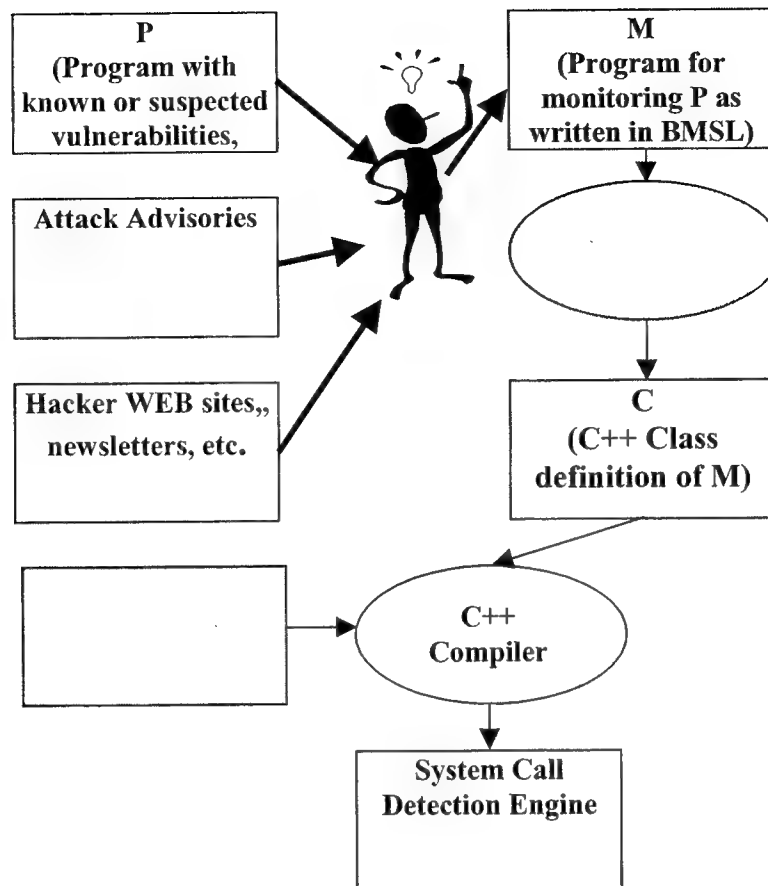 P
(Program with
known or suspected
vulnerabilities,
M
(Program for
monitoring P as
written in BMSL)
Attack Advisories
Hacker WEB sites,,
newsletters, etc.
C
(C++ Class
definition of M)
C++
Compiler
System Call
Detection Engine